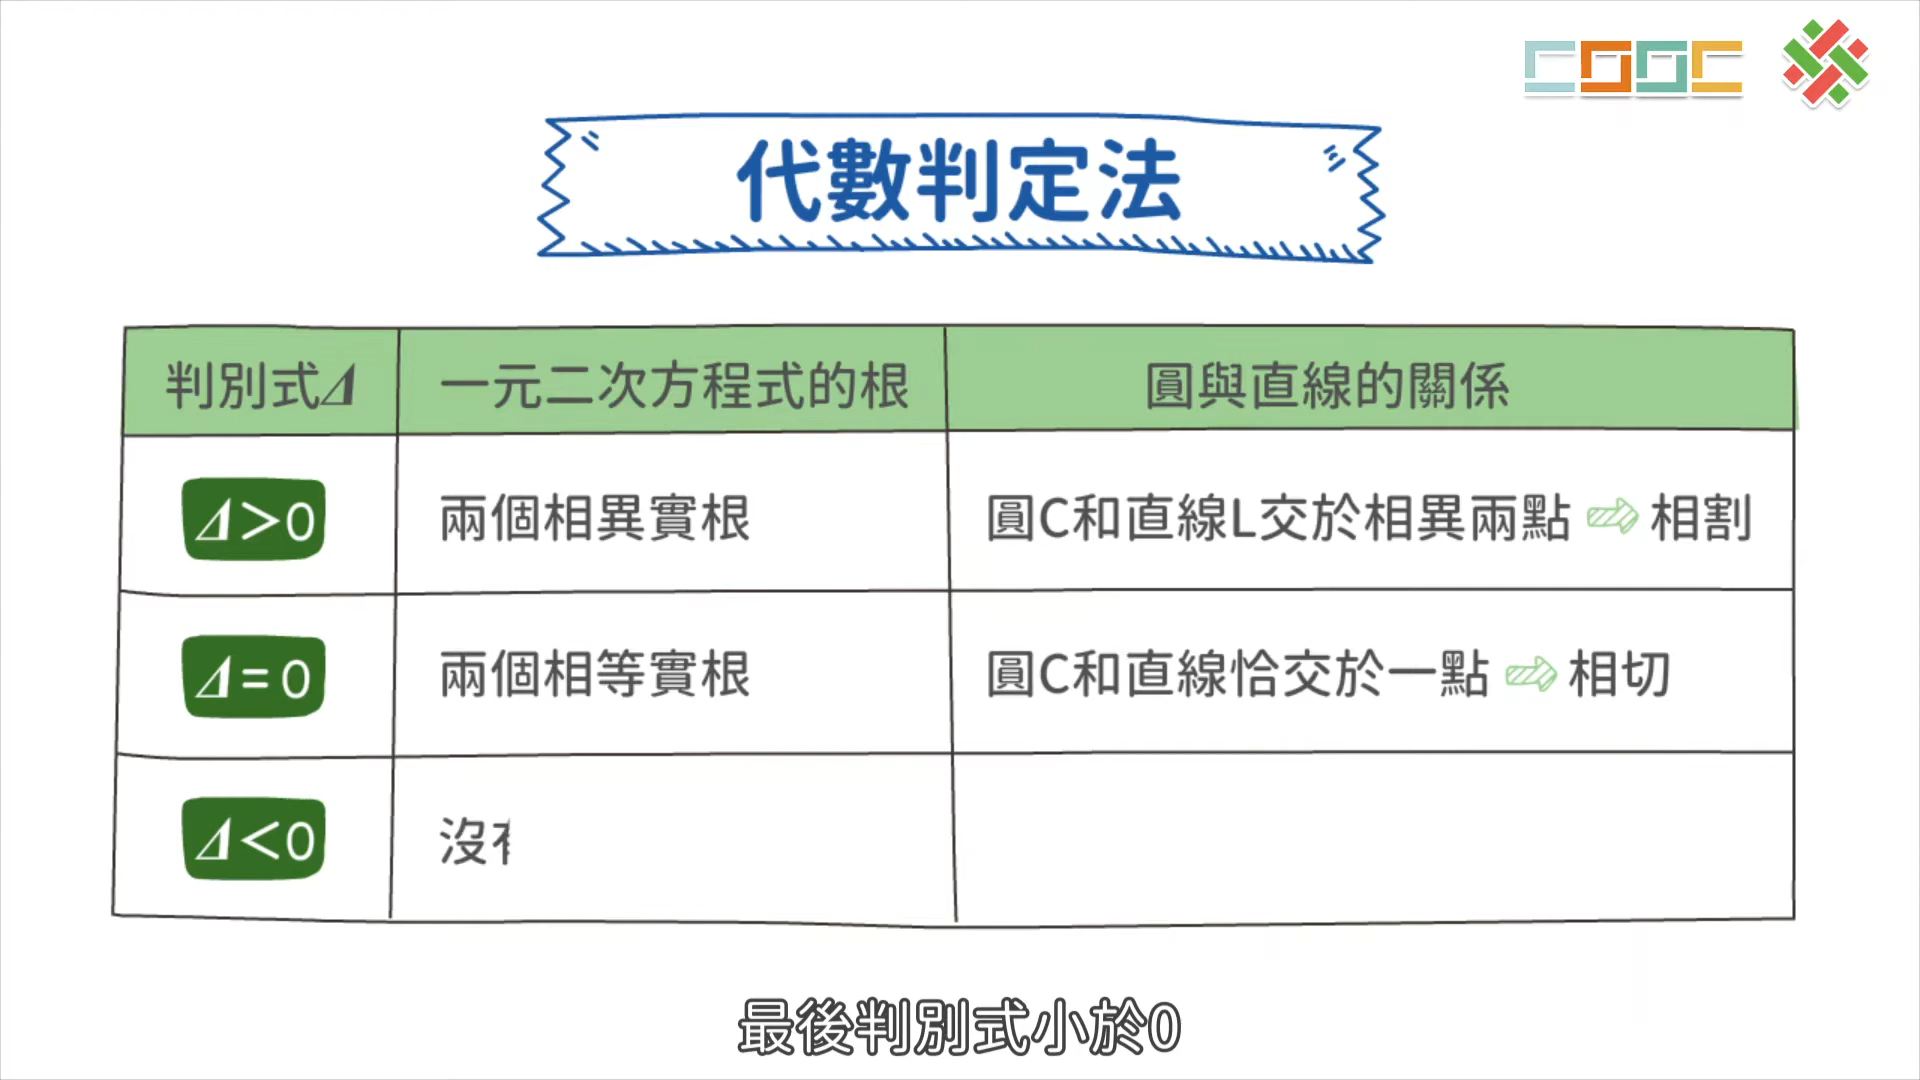 COOC
代數判定法
判別式Δ 一元二次方程式的根 圓與直線的關係
Δ>0 兩個相異實根 圓C和直線L交於相異兩點 ⇨ 相割
Δ=0 兩個相等實根 圓C和直線恰交於一點 ⇨ 相切
Δ<0 沒
最後判別式小於0